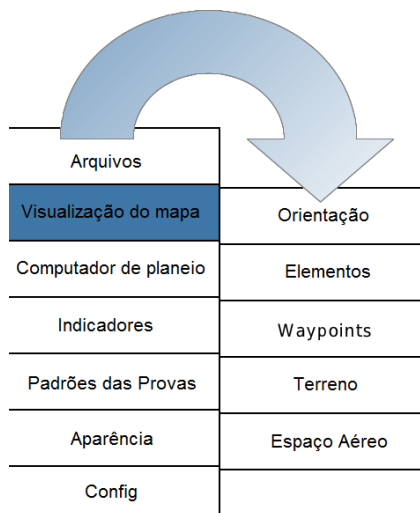 Arquivos
Visualização do mapa
Computador de planeio
Indicadores
Padrões das Provas
Aparência
Config
Orientação
Elementos
Waypoints
Terreno
Espaço Aéreo